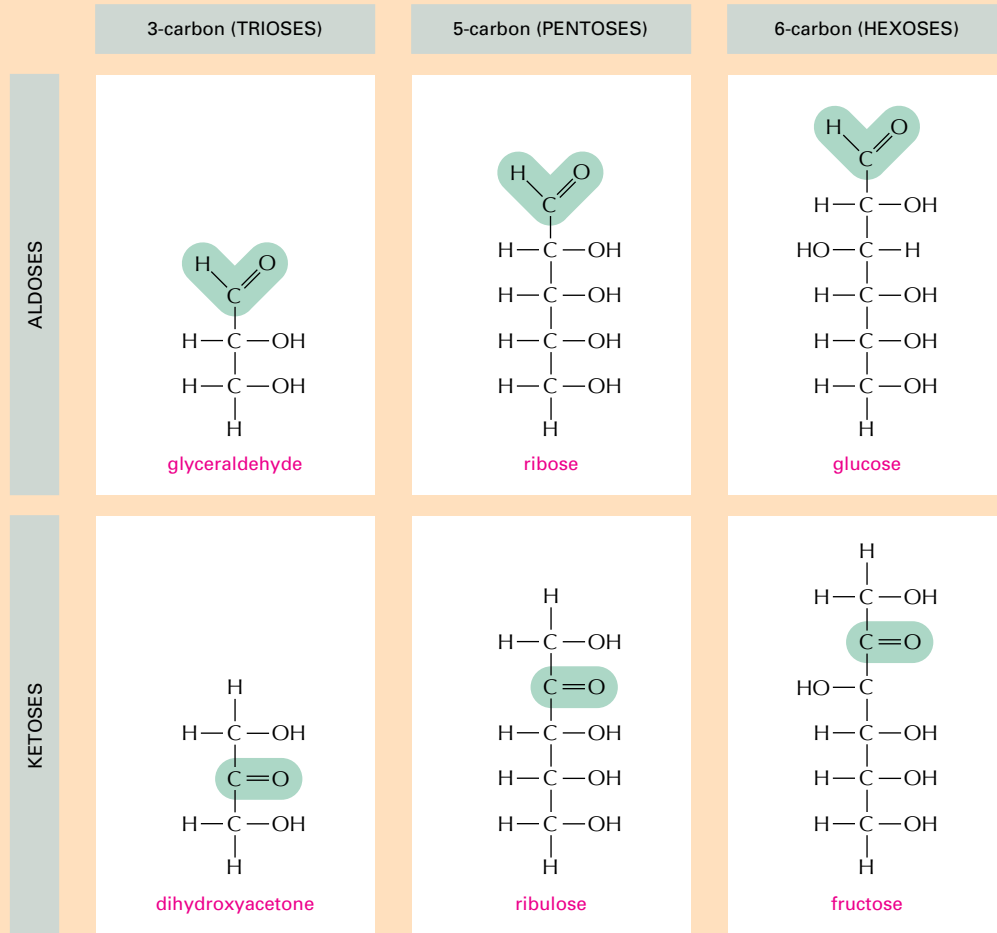 3-carbon (TRIOSES)
5-carbon (PENTOSES)
6-carbon (HEXOSES)
ALDOSES
H O
C
H—C—OH
H—C—OH
H
glyceraldehyde
H O
C
H—C—OH
H—C—OH
H—C—OH
H—C—OH
H
ribose
H O
C
H—C—OH
HO—C—H
H—C—OH
H—C—OH
H—C—OH
H
glucose
KETOSES
H
H—C—OH
C=O
H—C—OH
H
dihydroxyacetone
H
H—C—OH
C=O
H—C—OH
H—C—OH
H—C—OH
H
ribulose
H
H—C—OH
C=O
HO—C
H—C—OH
H—C—OH
H—C—OH
H
fructose